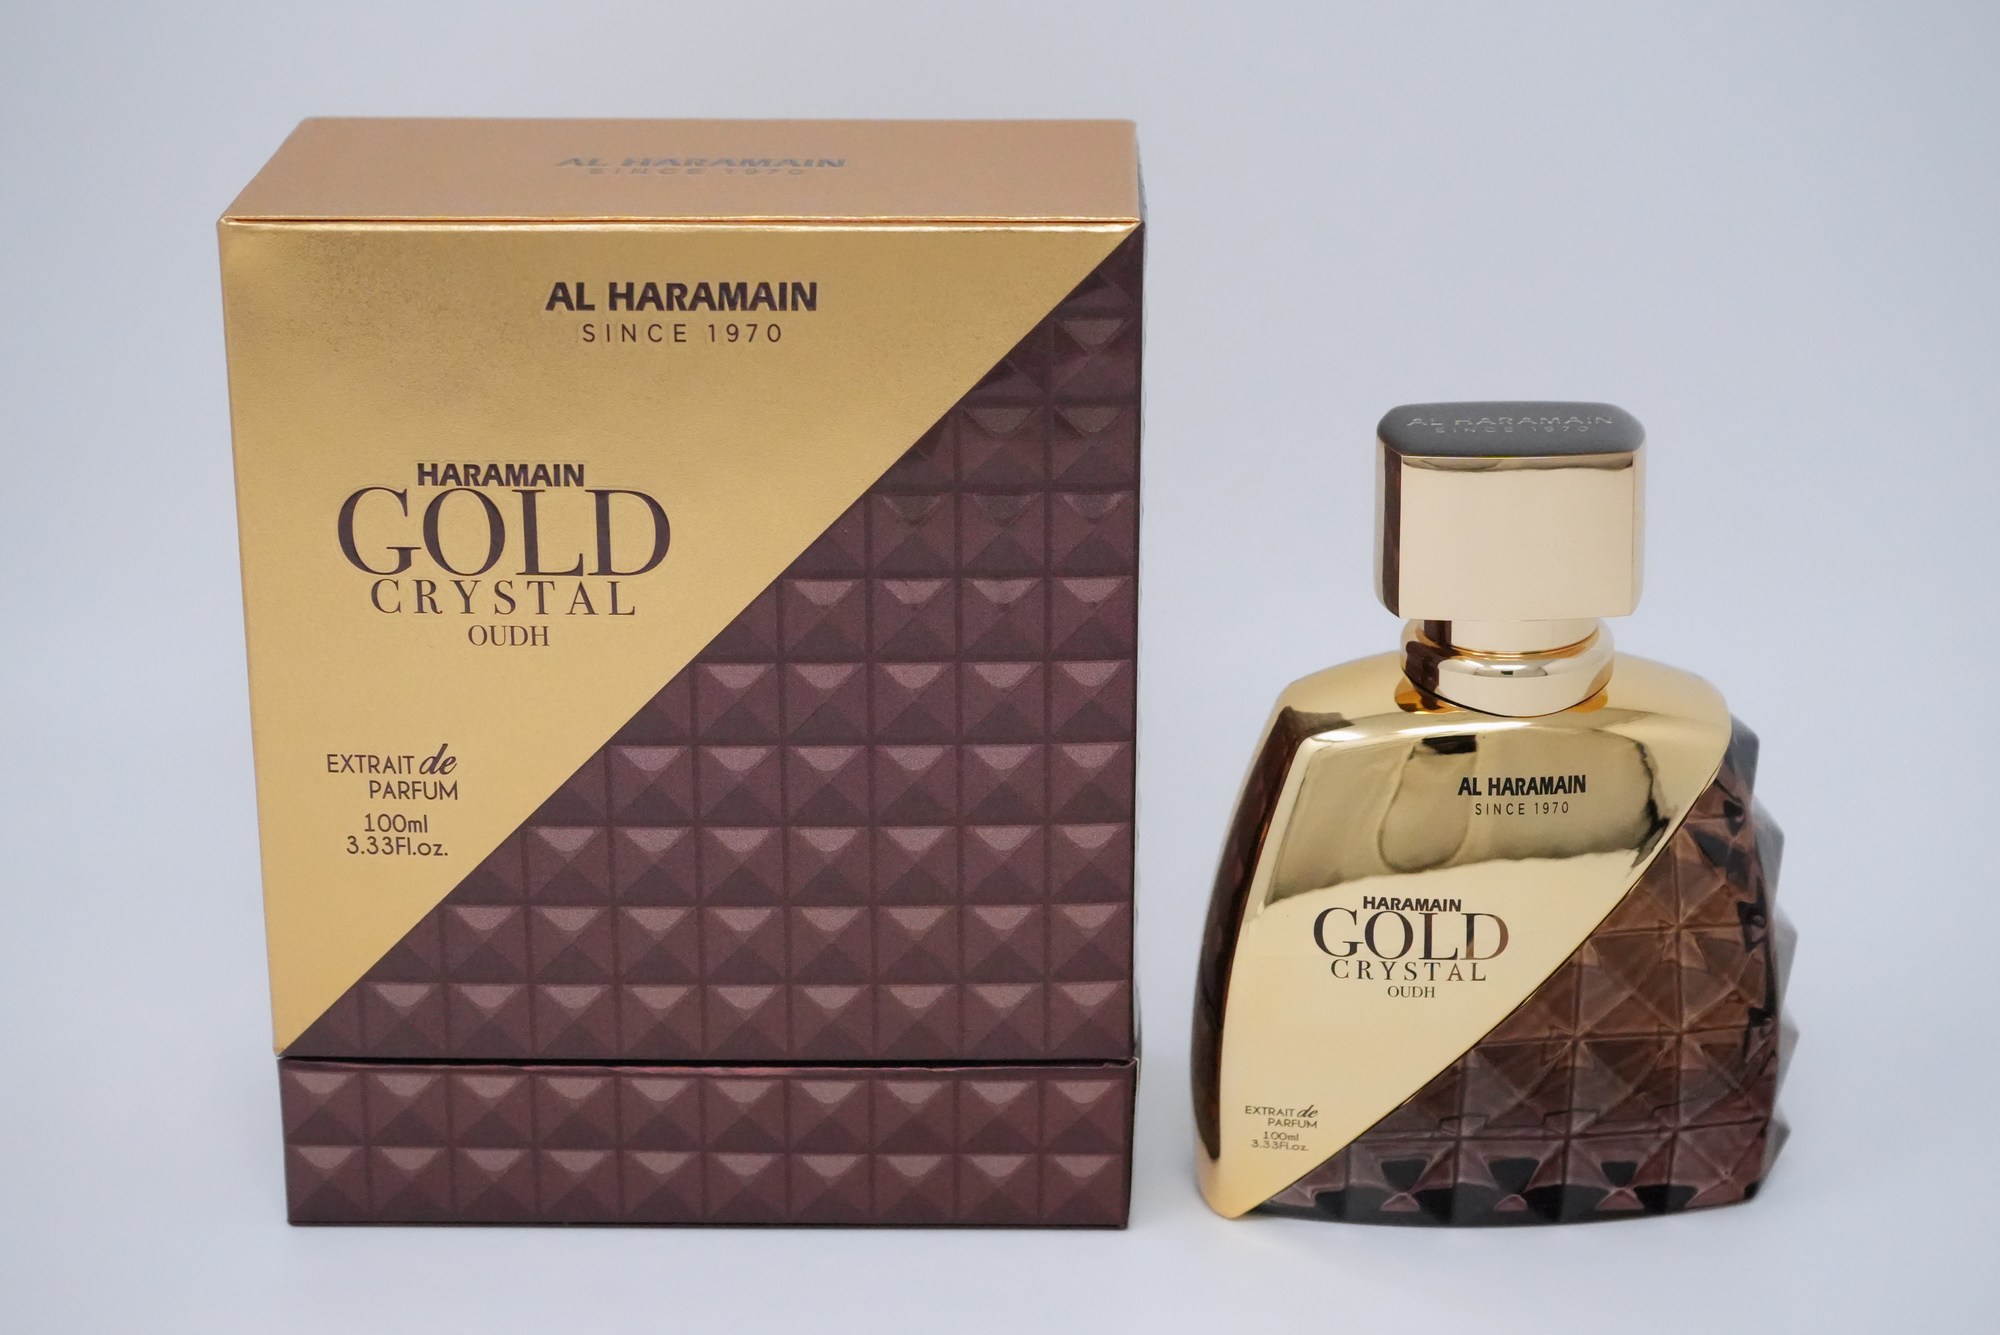 AL HARAMAIN
SINCE 1970
AL HARAMAIN
SINCE 1970
HARAMAIN
GOLD
CRYSTAL
OUDH
EXTRAIT de
PARFUM
100ml
3.33Fl.oz.
AL HARAMAIN
SINCE 1970
AL HARAMAIN
SINCE 1970
HARAMAIN
GOLD
CRYSTAL
OUDH
EXTRAIT de
PARFUM
100ml
3.33Fl.oz.